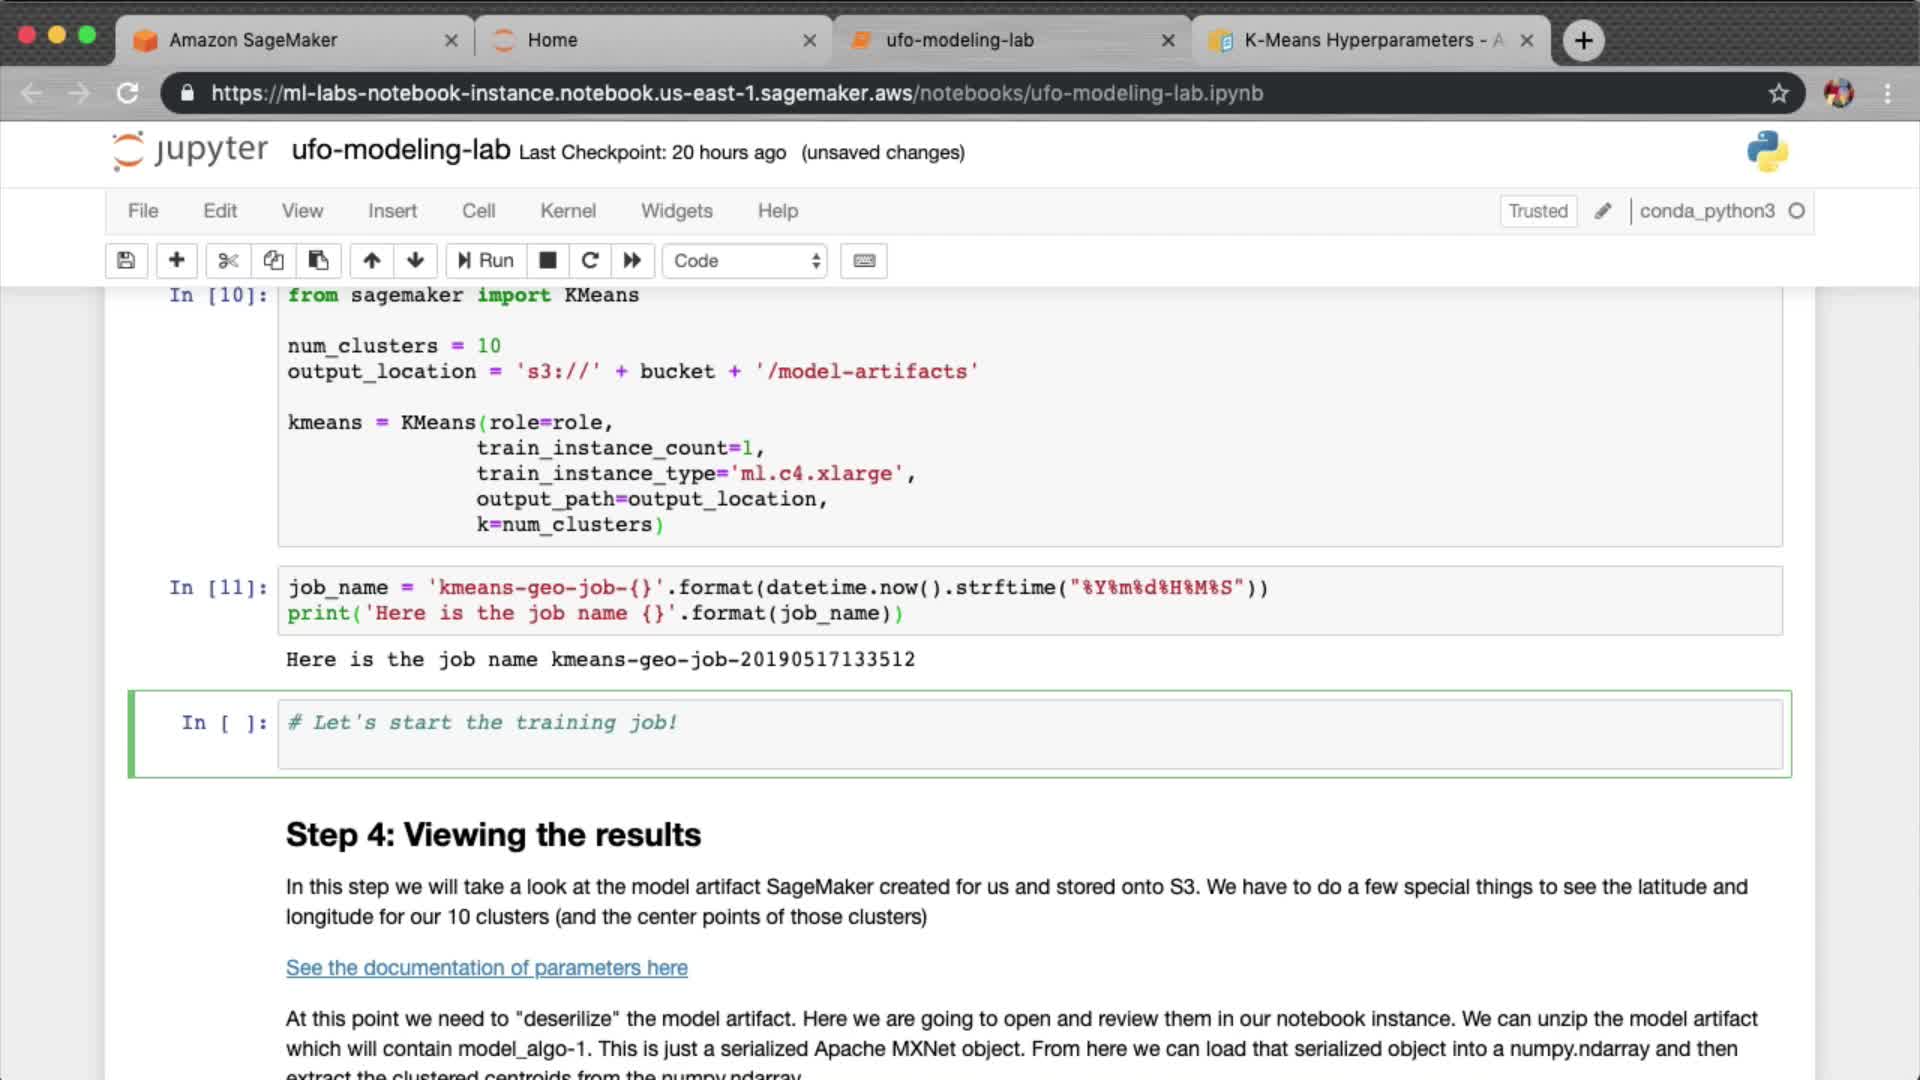 Amazon SageMaker
Home
ufo-modeling-lab
K-Means Hyperparameters - A
https://ml-labs-notebook-instance.notebook.us-east-1.sagemaker.aws/notebooks/ufo-modeling-lab.ipynb
jupyter ufo-modeling-lab Last Checkpoint: 20 hours ago (unsaved changes)
File Edit View Insert Cell Kernel Widgets Help Trusted conda_python3
Run Code
In [10]: from sagemaker import KMeans
num_clusters = 10
output_location = 's3://' + bucket + '/model-artifacts'
kmeans = KMeans(role=role,
train_instance_count=1,
train_instance_type='ml.c4.xlarge',
output_path=output_location,
k=num_clusters)
In [11]: job_name = 'kmeans-geo-job-{}'.format(datetime.now().strftime("%Y%m%d%H%M%S"))
print('Here is the job name {}'.format(job_name))
Here is the job name kmeans-geo-job-20190517133512
In [ ]: # Let's start the training job!
Step 4: Viewing the results
In this step we will take a look at the model artifact SageMaker created for us and stored onto S3. We have to do a few special things to see the latitude and
longitude for our 10 clusters (and the center points of those clusters)
See the documentation of parameters here
At this point we need to "deserilize" the model artifact. Here we are going to open and review them in our notebook instance. We can unzip the model artifact
which will contain model_algo-1. This is just a serialized Apache MXNet object. From here we can load that serialized object into a numpy.ndarray and then
extract the clustered centroids from the numpy.ndarray.